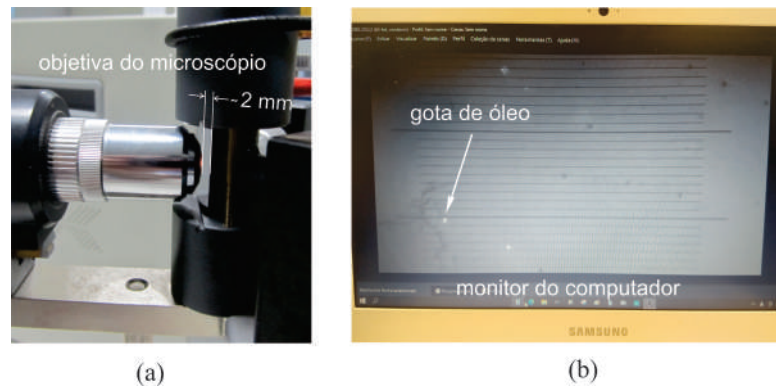 objetiva do microscópio
~2 mm
gota de óleo
monitor do computador
SAMSUNG
(a)
(b)